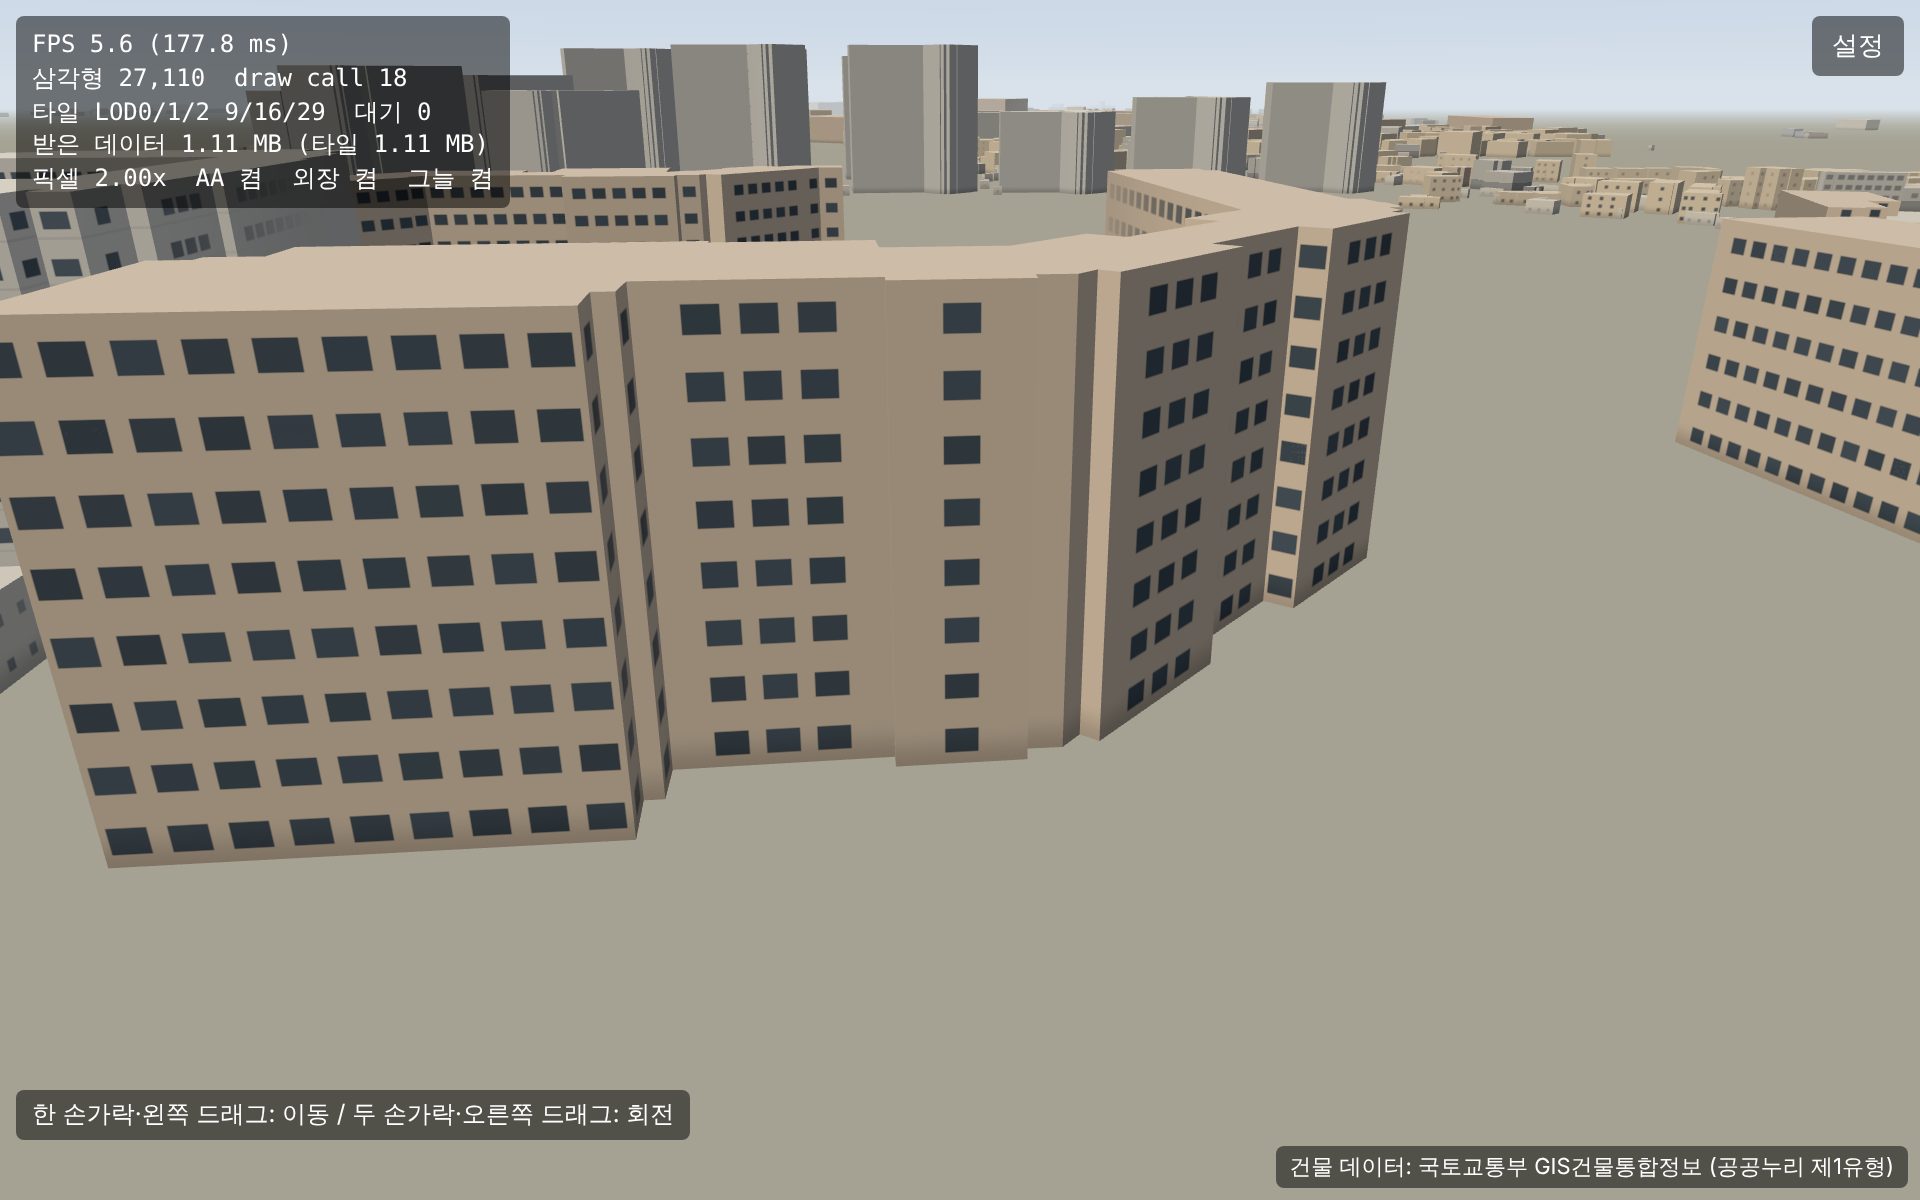 FPS 5.6 (177.8 ms)
삼각형 27,110 draw call 18
타일 LOD0/1/2 9/16/29 대기 0
받은 데이터 1.11 MB (타일 1.11 MB)
픽셀 2.00x AA 켬 외장 켬 그늘 켬
설정
한 손가락·왼쪽 드래그: 이동 / 두 손가락·오른쪽 드래그: 회전
건물 데이터: 국토교통부 GIS건물통합정보 (공공누리 제1유형)